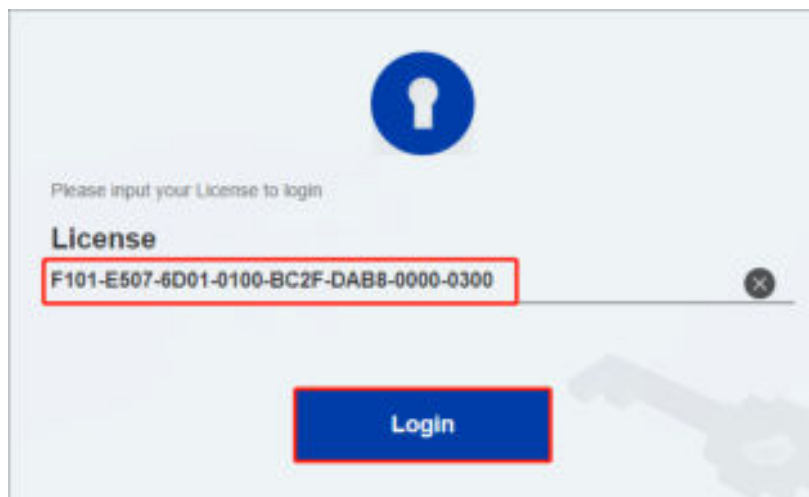 Please input your License to login
License
F101-E507-6D01-0100-BC2F-DAB8-0000-0300
Login